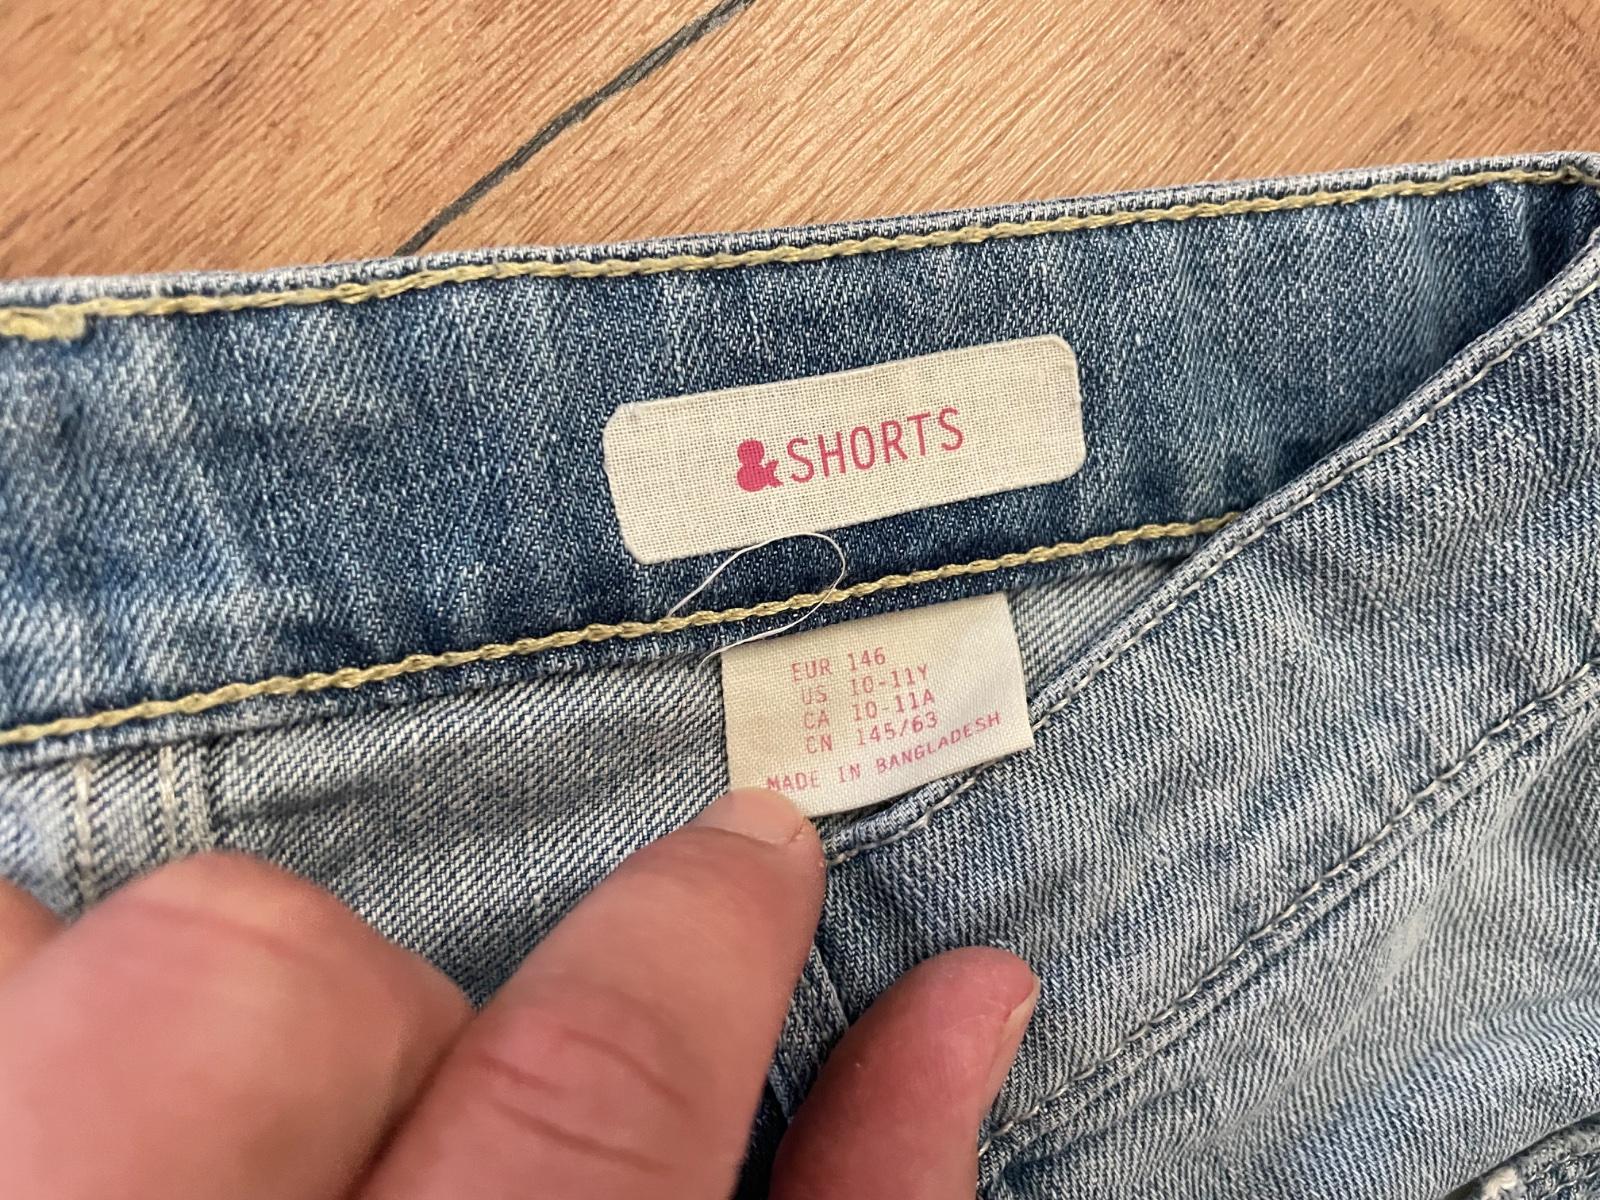 &SHORTS
EUR 146
US 10-11Y
CA 10-11A
CN 145/63
MADE IN BANGLADESH